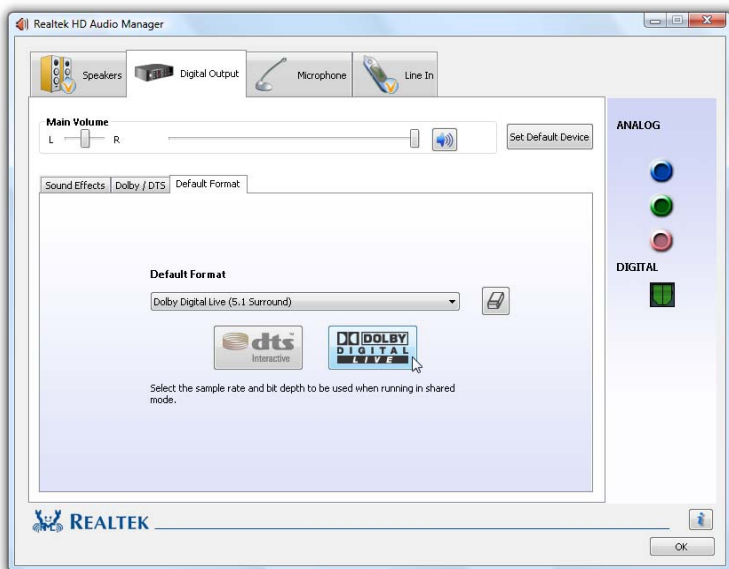 Realtek HD Audio Manager
Speakers
Digital Output
Microphone
Line In
Main Volume
L
R
Set Default Device
Sound Effects
Dolby / DTS
Default Format
Default Format
Dolby Digital Live (5.1 Surround)
dts
Interactive
DOLBY
DIGITAL
LIVE
Select the sample rate and bit depth to be used when running in shared
mode.
ANALOG
DIGITAL
REALTEK
i
OK